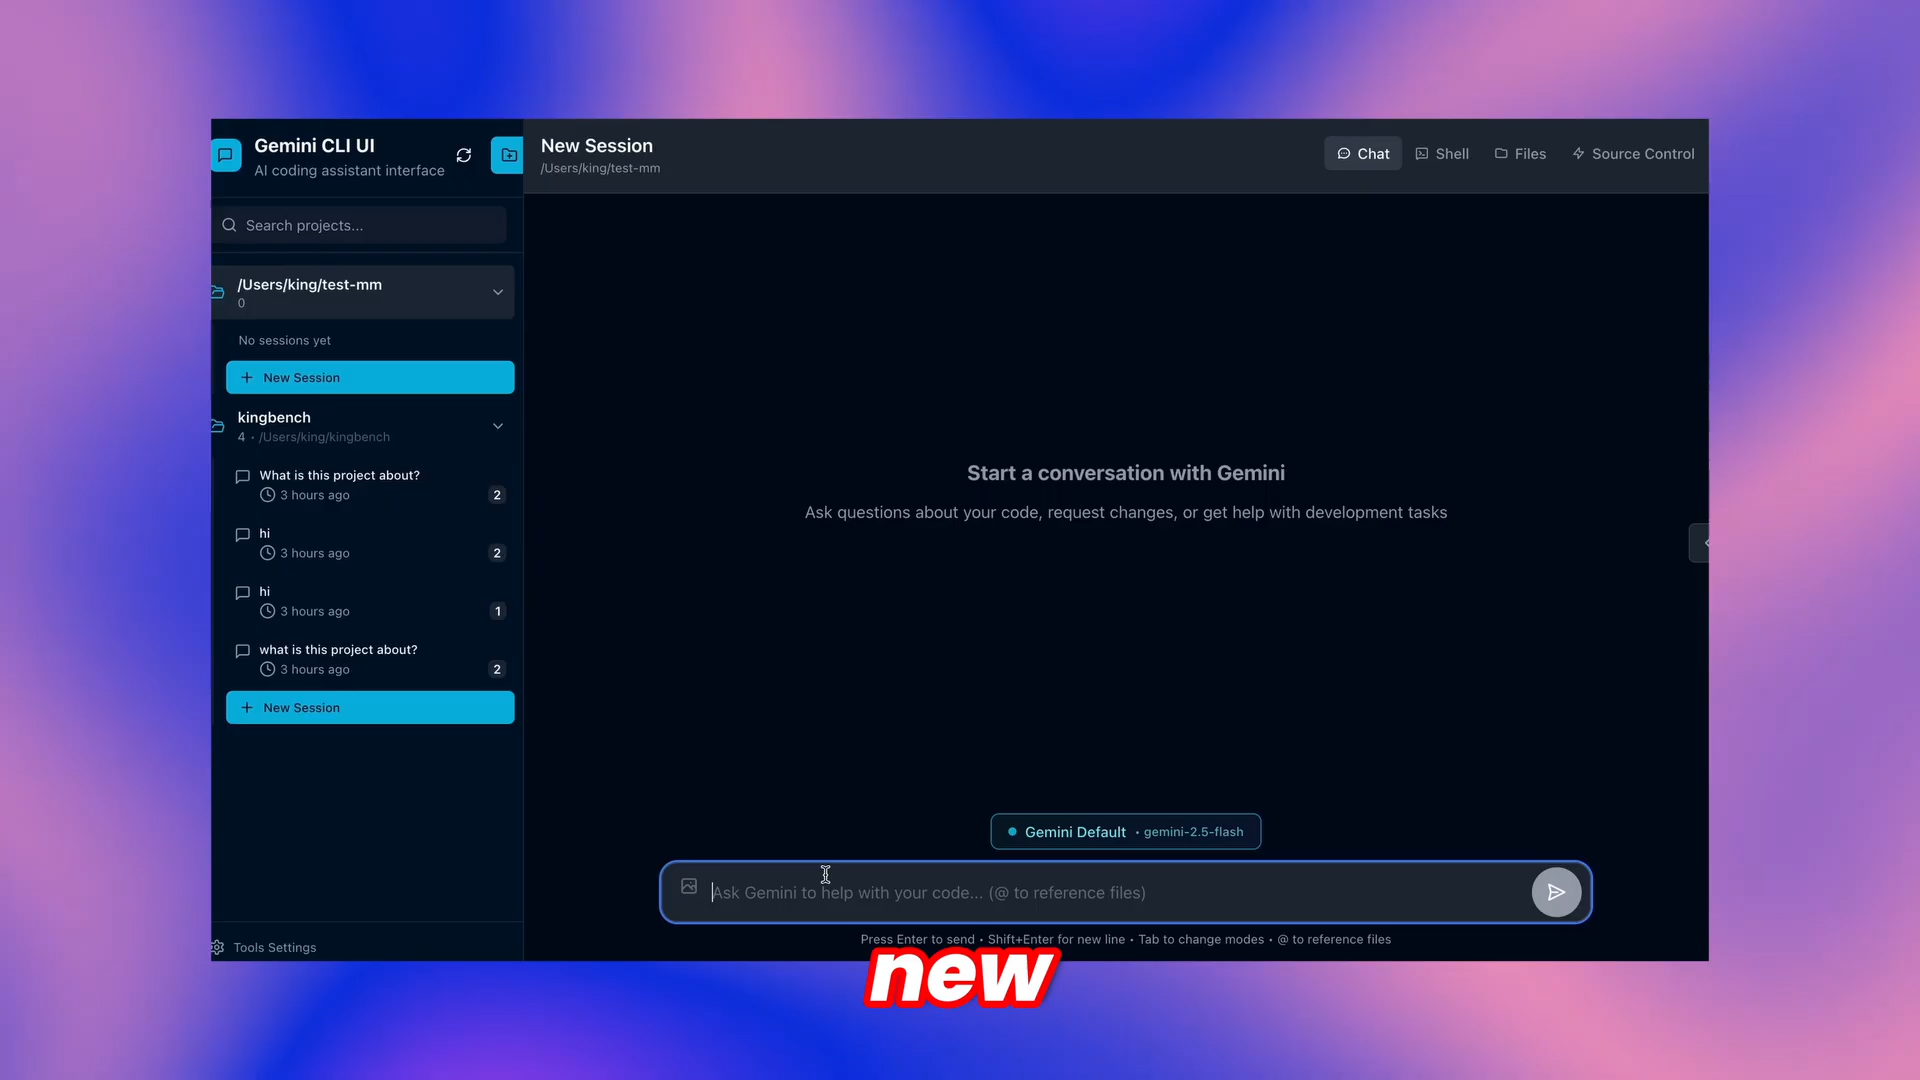 Gemini CLI UI
AI coding assistant interface
Search projects...
/Users/king/test-mm
0
No sessions yet
New Session
kingbench
4 • /Users/king/kingbench
What is this project about?
3 hours ago
2
hi
3 hours ago
2
hi
3 hours ago
1
what is this project about?
3 hours ago
2
New Session
Tools Settings
New Session
/Users/king/test-mm
Chat
Shell
Files
Source Control
Start a conversation with Gemini
Ask questions about your code, request changes, or get help with development tasks
Gemini Default • gemini-2.5-flash
Ask Gemini to help with your code... (@ to reference files)
Press Enter to send • Shift+Enter for new line • Tab to change modes • @ to reference files
new